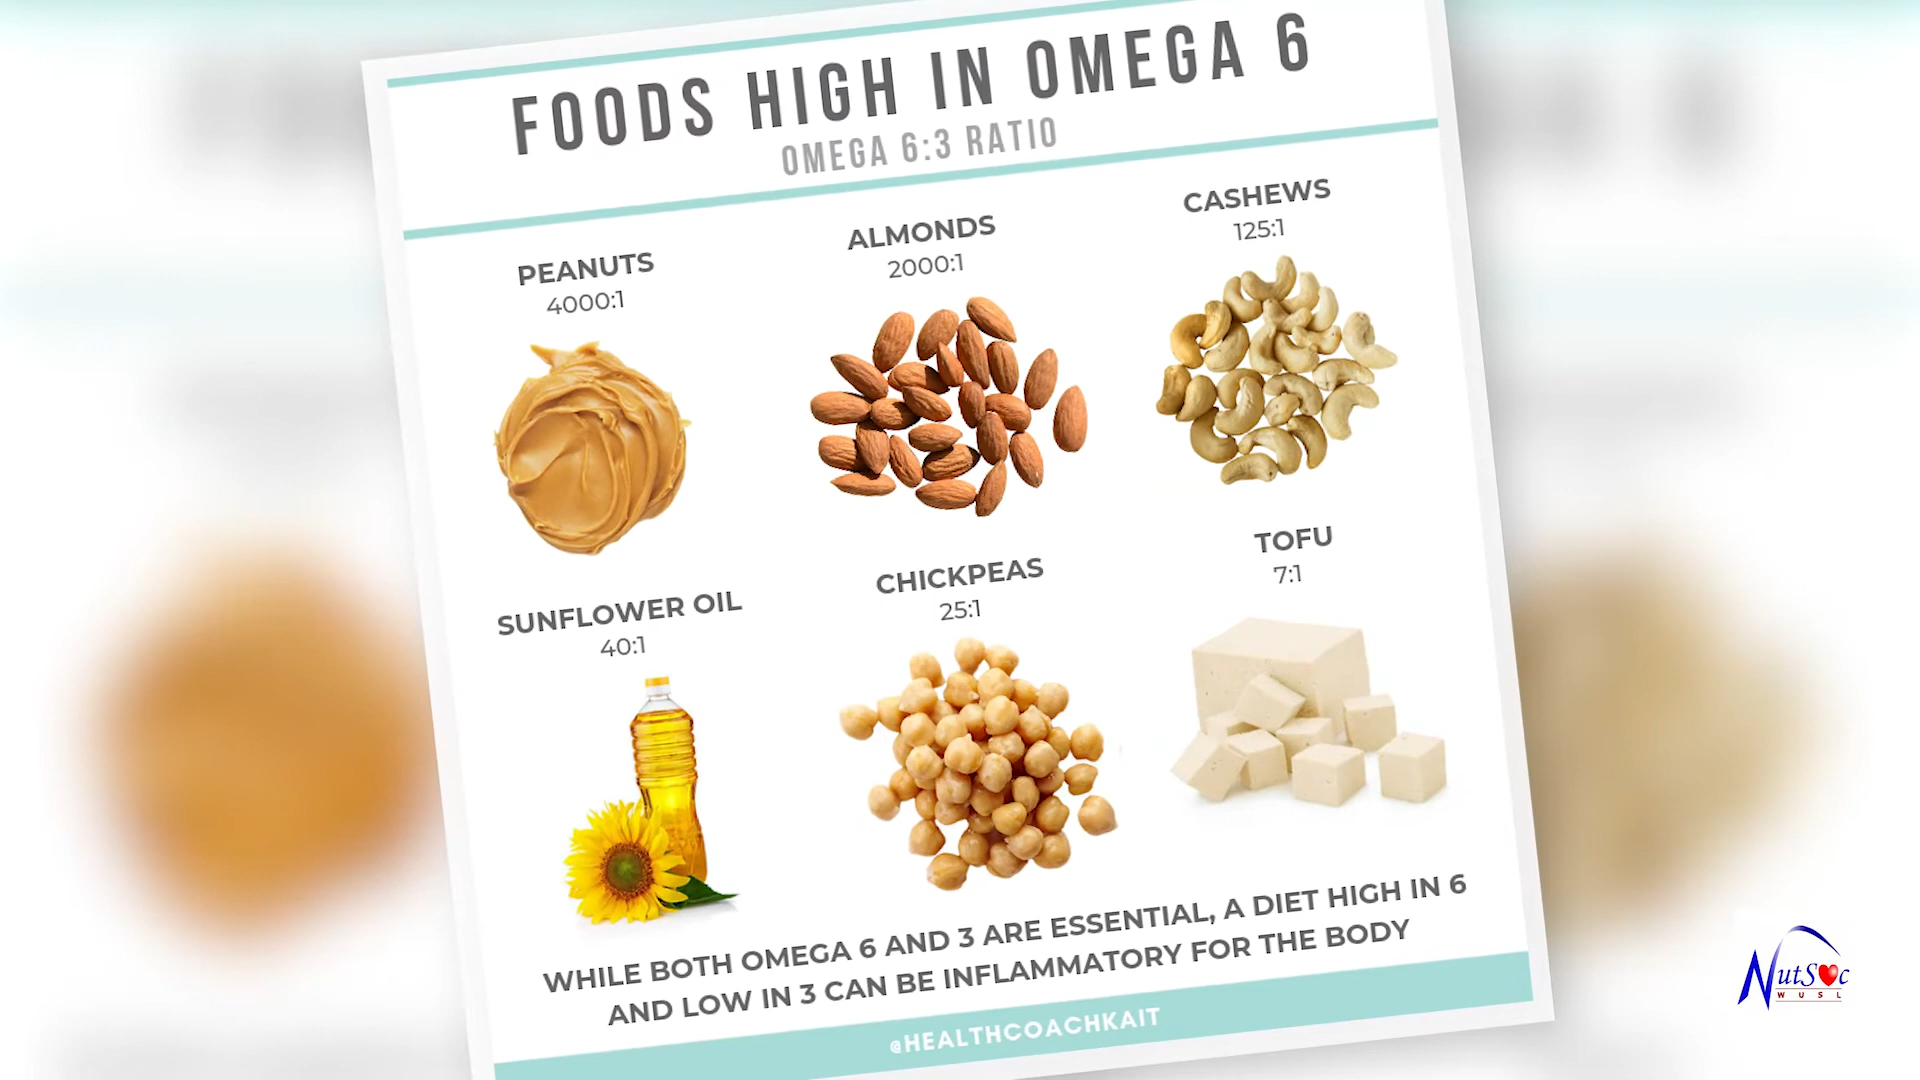 FOODS HIGH IN OMEGA 6
OMEGA 6:3 RATIO
PEANUTS
4000:1
ALMONDS
2000:1
CASHEWS
125:1
SUNFLOWER OIL
40:1
CHICKPEAS
25:1
TOFU
7:1
WHILE BOTH OMEGA 6 AND 3 ARE ESSENTIAL, A DIET HIGH IN 6
AND LOW IN 3 CAN BE INFLAMMATORY FOR THE BODY
@HEALTHCOACHKAIT
NutSoc
WUSL